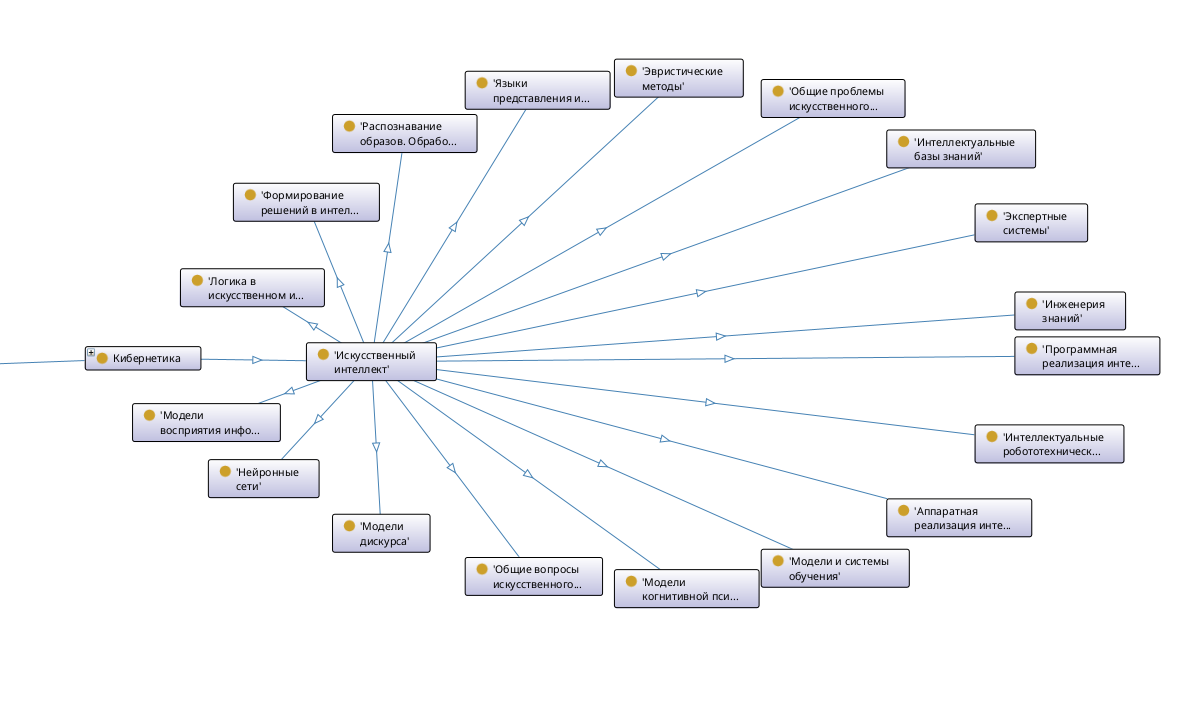 'Эвристические
методы'
'Языки
представления и...
'Общие проблемы
искусственного...
'Распознавание
образов. Обрабо...
'Интеллектуальные
базы знаний'
'Формирование
решений в интел...
'Экспертные
системы'
'Логика в
искусственном и...
'Инженерия
знаний'
Кибернетика
'Искусственный
интеллект'
'Программная
реализация инте...
'Модели
восприятия инфо...
'Интеллектуальные
робототехническ...
'Нейронные
сети'
'Аппаратная
реализация инте...
'Модели
дискурса'
'Модели и системы
обучения'
'Общие вопросы
искусственного...
'Модели
когнитивной пси...